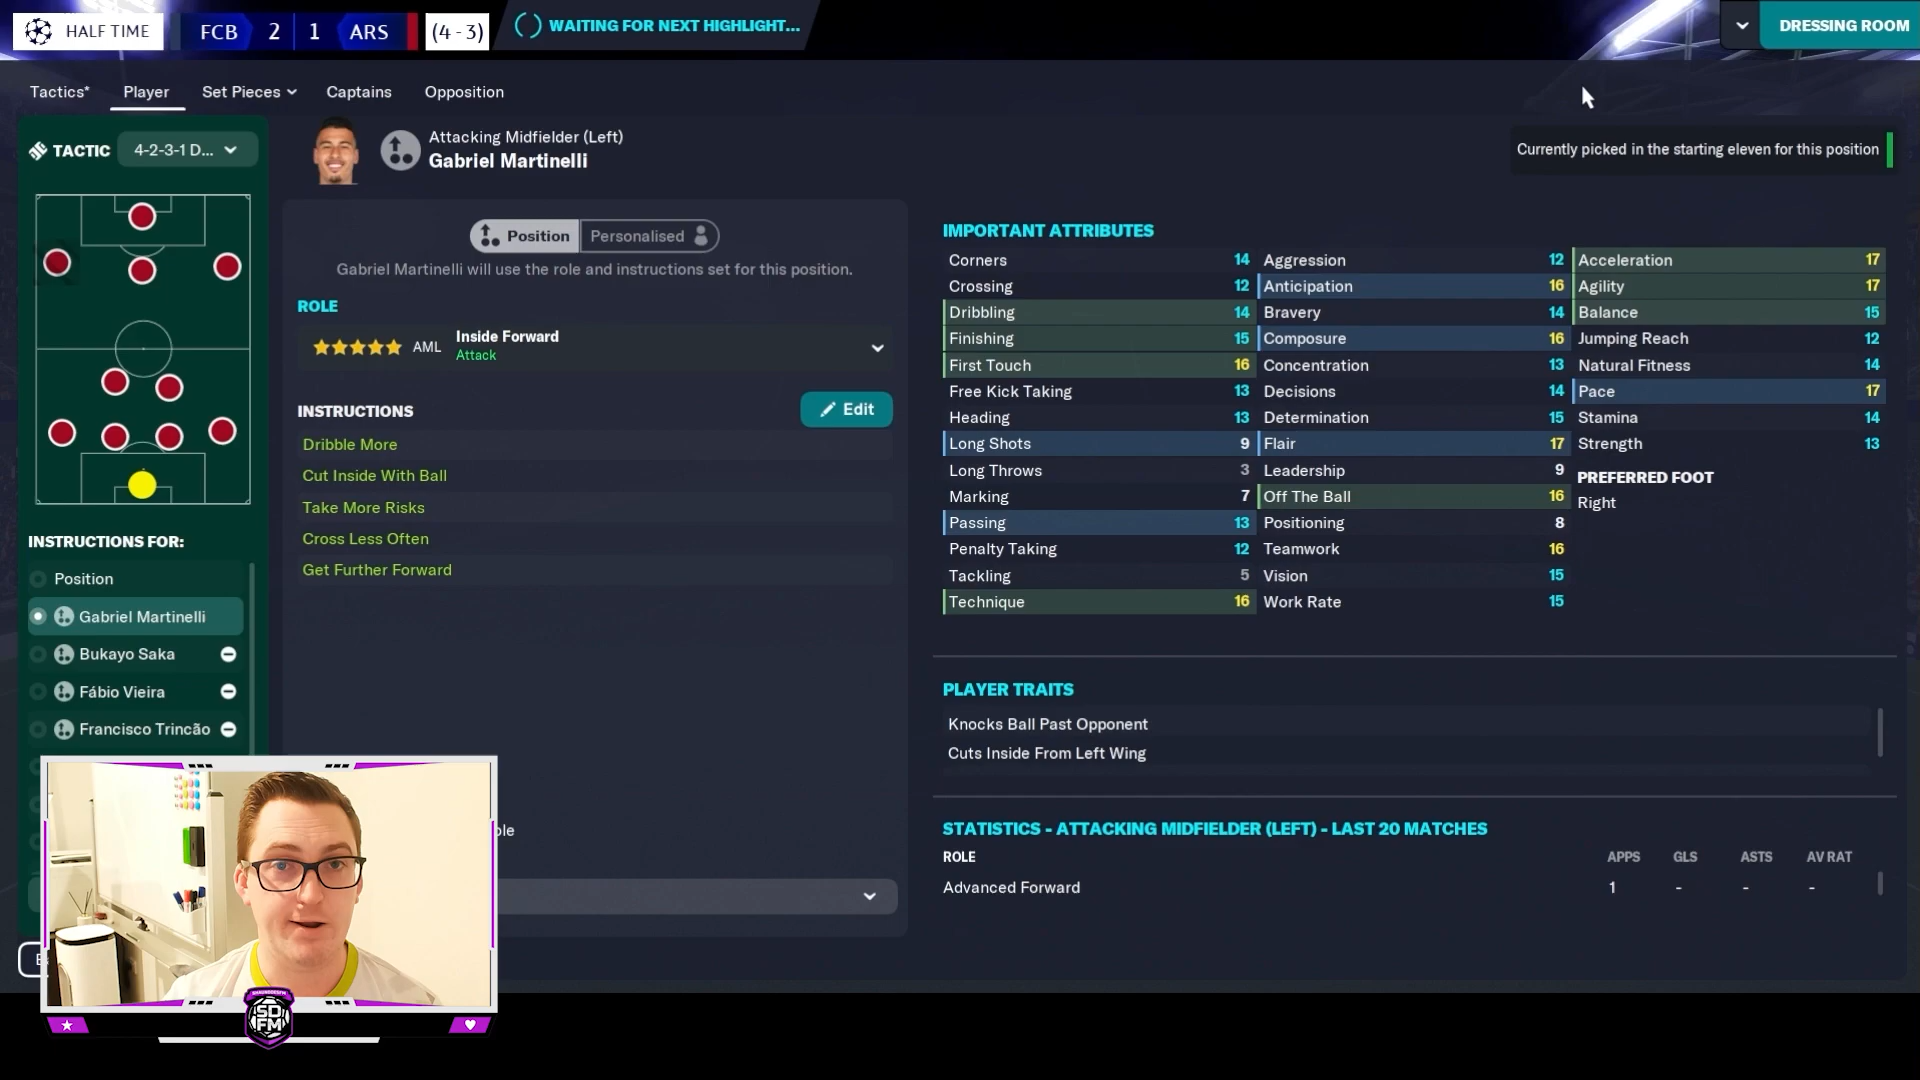 HALF TIME
FCB 2 1 ARS (4 - 3)
WAITING FOR NEXT HIGHLIGHT...
DRESSING ROOM
Tactics* Player Set Pieces Captains Opposition
TACTIC 4-2-3-1 D...
Attacking Midfielder (Left)
Gabriel Martinelli
Currently picked in the starting eleven for this position
Position Personalised
Gabriel Martinelli will use the role and instructions set for this position.
ROLE
AML Inside Forward
Attack
INSTRUCTIONS
Edit
Dribble More
Cut Inside With Ball
Take More Risks
Cross Less Often
Get Further Forward
INSTRUCTIONS FOR:
Position
Gabriel Martinelli
Bukayo Saka
Fábio Vieira
Francisco Trincão
IMPORTANT ATTRIBUTES
Corners 14 Aggression 12 Acceleration 17
Crossing 12 Anticipation 16 Agility 17
Dribbling 14 Bravery 14 Balance 15
Finishing 15 Composure 16 Jumping Reach 12
First Touch 16 Concentration 13 Natural Fitness 14
Free Kick Taking 13 Decisions 14 Pace 17
Heading 13 Determination 15 Stamina 14
Long Shots 9 Flair 17 Strength 13
Long Throws 3 Leadership 9 PREFERRED FOOT
Marking 7 Off The Ball 16 Right
Passing 13 Positioning 8
Penalty Taking 12 Teamwork 16
Tackling 5 Vision 15
Technique 16 Work Rate 15
PLAYER TRAITS
Knocks Ball Past Opponent
Cuts Inside From Left Wing
STATISTICS - ATTACKING MIDFIELDER (LEFT) - LAST 20 MATCHES
ROLE APPS GLS ASTS AV RAT
Advanced Forward 1 - - -
SD
FM